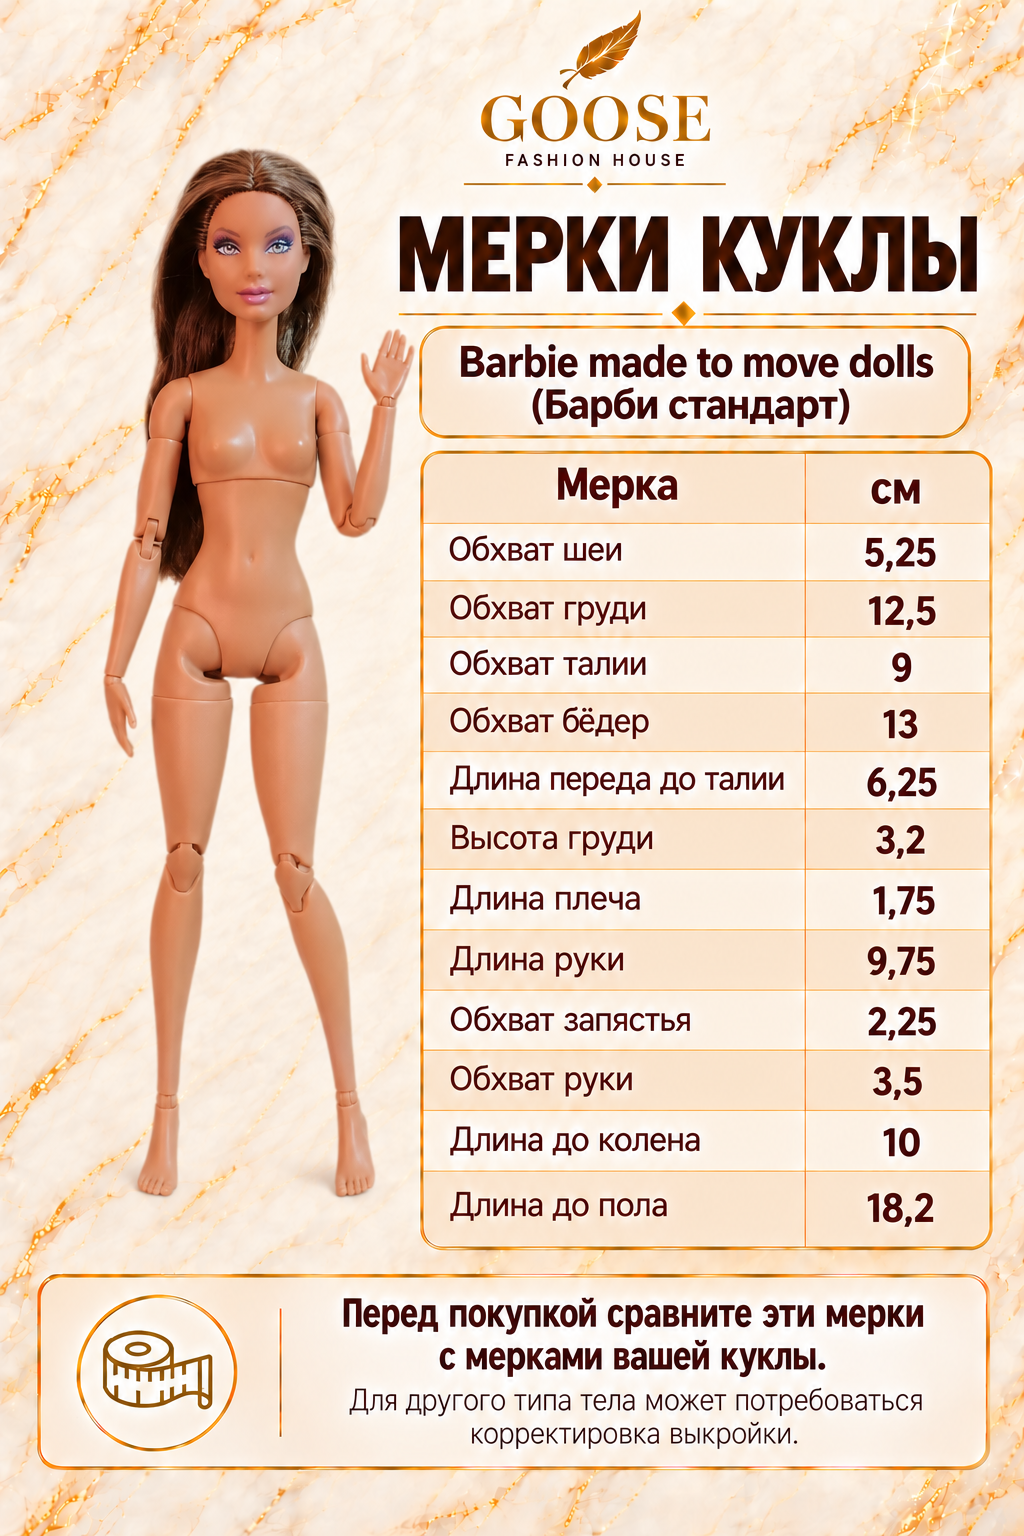 GOOSE
FASHION HOUSE
МЕРКИ КУКЛЫ
Barbie made to move dolls
(Барби стандарт)
Мерка см
Обхват шеи 5,25
Обхват груди 12,5
Обхват талии 9
Обхват бёдер 13
Длина переда до талии 6,25
Высота груди 3,2
Длина плеча 1,75
Длина руки 9,75
Обхват запястья 2,25
Обхват руки 3,5
Длина до колена 10
Длина до пола 18,2
Перед покупкой сравните эти мерки
с мерками вашей куклы.
Для другого типа тела может потребоваться
корректировка выкройки.